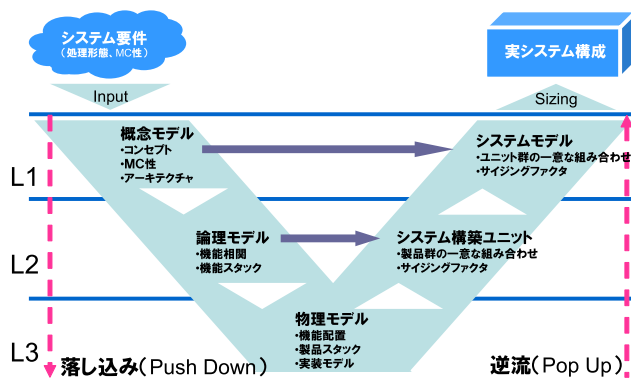 システム要件
（処理形態、MC性）
実システム構成
Input
Sizing
概念モデル
・コンセプト
・MC性
・アーキテクチャ
システムモデル
・ユニット群の一意な組み合わせ
・サイジングファクタ
L1
論理モデル
・機能相関
・機能スタック
システム構築ユニット
・製品群の一意な組み合わせ
・サイジングファクタ
L2
物理モデル
・機能配置
・製品スタック
・実装モデル
L3
落し込み（Push Down）
逆流（Pop Up）